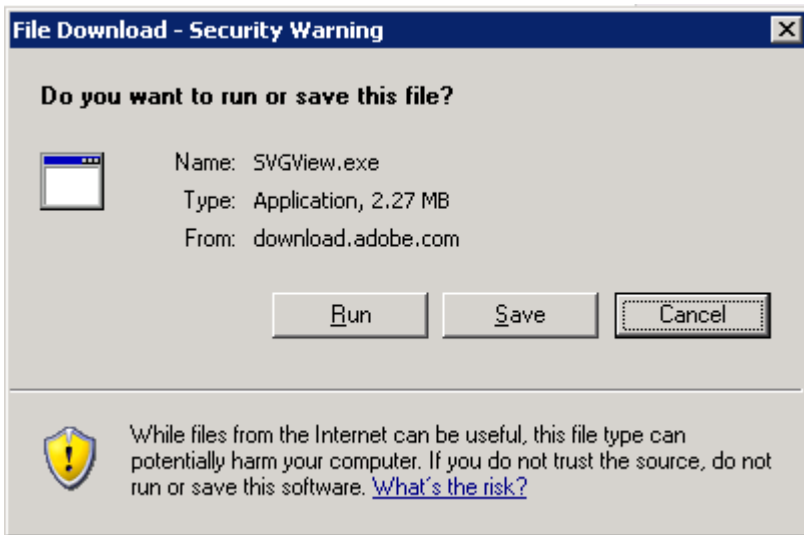 File Download - Security Warning
Do you want to run or save this file?
Name: SVGView.exe
Type: Application, 2.27 MB
From: download.adobe.com
Run Save Cancel
While files from the Internet can be useful, this file type can
potentially harm your computer. If you do not trust the source, do not
run or save this software. What's the risk?